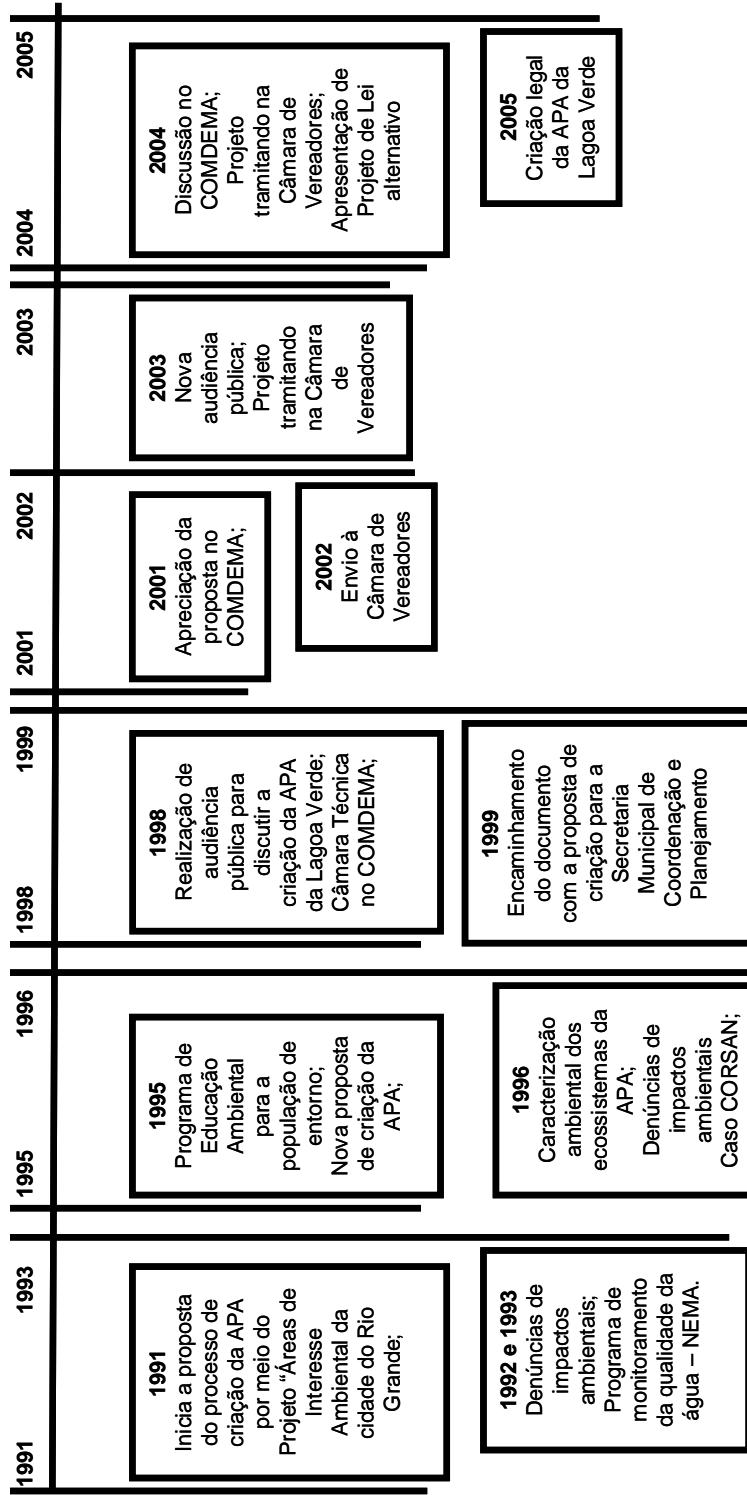 1991
1993
1995
1996
1998
1999
2001
2002
2003
2004
2005
1991
Inicia a proposta
do processo de
criação da APA
por meio do
Projeto “Áreas de
Interesse
Ambiental da
cidade do Rio
Grande;
1992 e 1993
Denúncias de
impactos
ambientais;
Programa de
monitoramento
da qualidade da
água – NEMA.
1995
Programa de
Educação
Ambiental
para a
população de
entorno;
Nova proposta
de criação da
APA;
1996
Caracterização
ambiental dos
ecossistemas da
APA;
Denúncias de
impactos
ambientais
Caso CORSAN;
1998
Realização de
audiência
pública para
discutir a
criação da APA
da Lagoa Verde;
Câmara Técnica
no COMDEMA;
1999
Encaminhamento
do documento
com a proposta de
criação para a
Secretaria
Municipal de
Coordenação e
Planejamento
2001
Apreciação da
proposta no
COMDEMA;
2002
Envio à
Câmara de
Vereadores
2003
Nova
audiência
pública;
Projeto
tramitando
na Câmara
de
Vereadores
2004
Discussão no
COMDEMA;
Projeto
tramitando na
Câmara de
Vereadores;
Apresentação de
Projeto de Lei
alternativo
2005
Criação legal
da APA da
Lagoa Verde